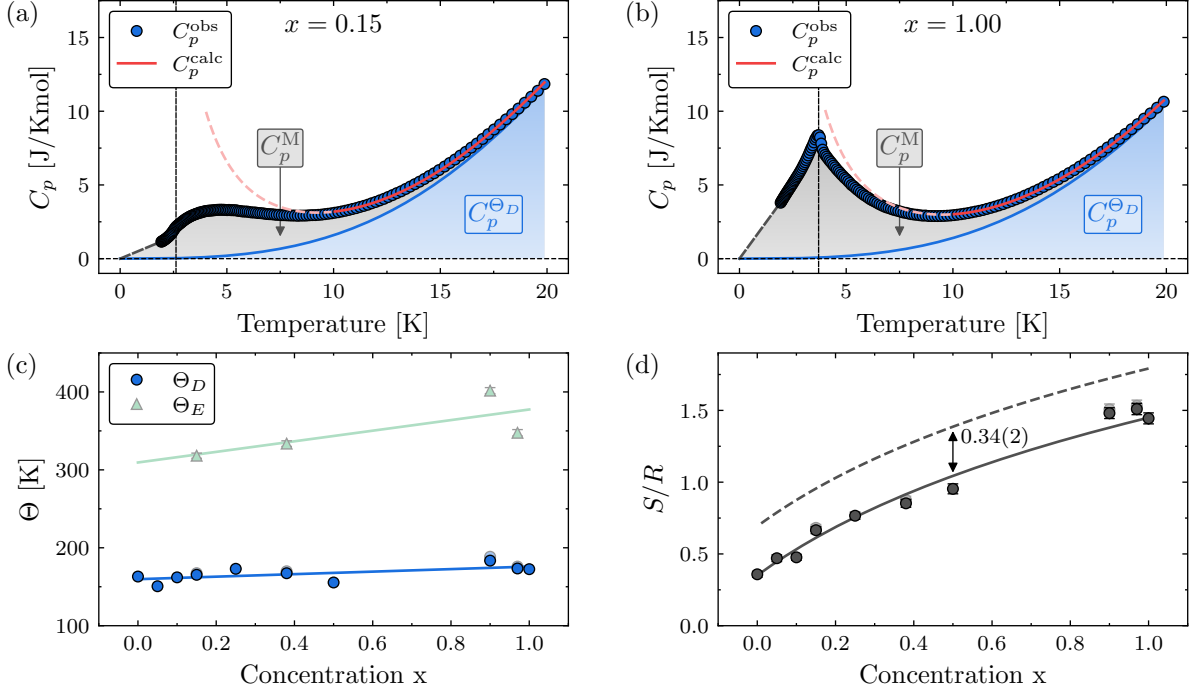 (a)
x = 0.15
C_p^obs
C_p^calc
C_p^M
C_p^{Θ_D}
C_p [J/Kmol]
0 5 10 15
0 5 10 15 20
Temperature [K]
(b)
x = 1.00
C_p^obs
C_p^calc
C_p^M
C_p^{Θ_D}
C_p [J/Kmol]
0 5 10 15
0 5 10 15 20
Temperature [K]
(c)
Θ_D
Θ_E
Θ [K]
100 200 300 400
0.0 0.2 0.4 0.6 0.8 1.0
Concentration x
(d)
0.34(2)
S/R
0.0 0.5 1.0 1.5
0.0 0.2 0.4 0.6 0.8 1.0
Concentration x